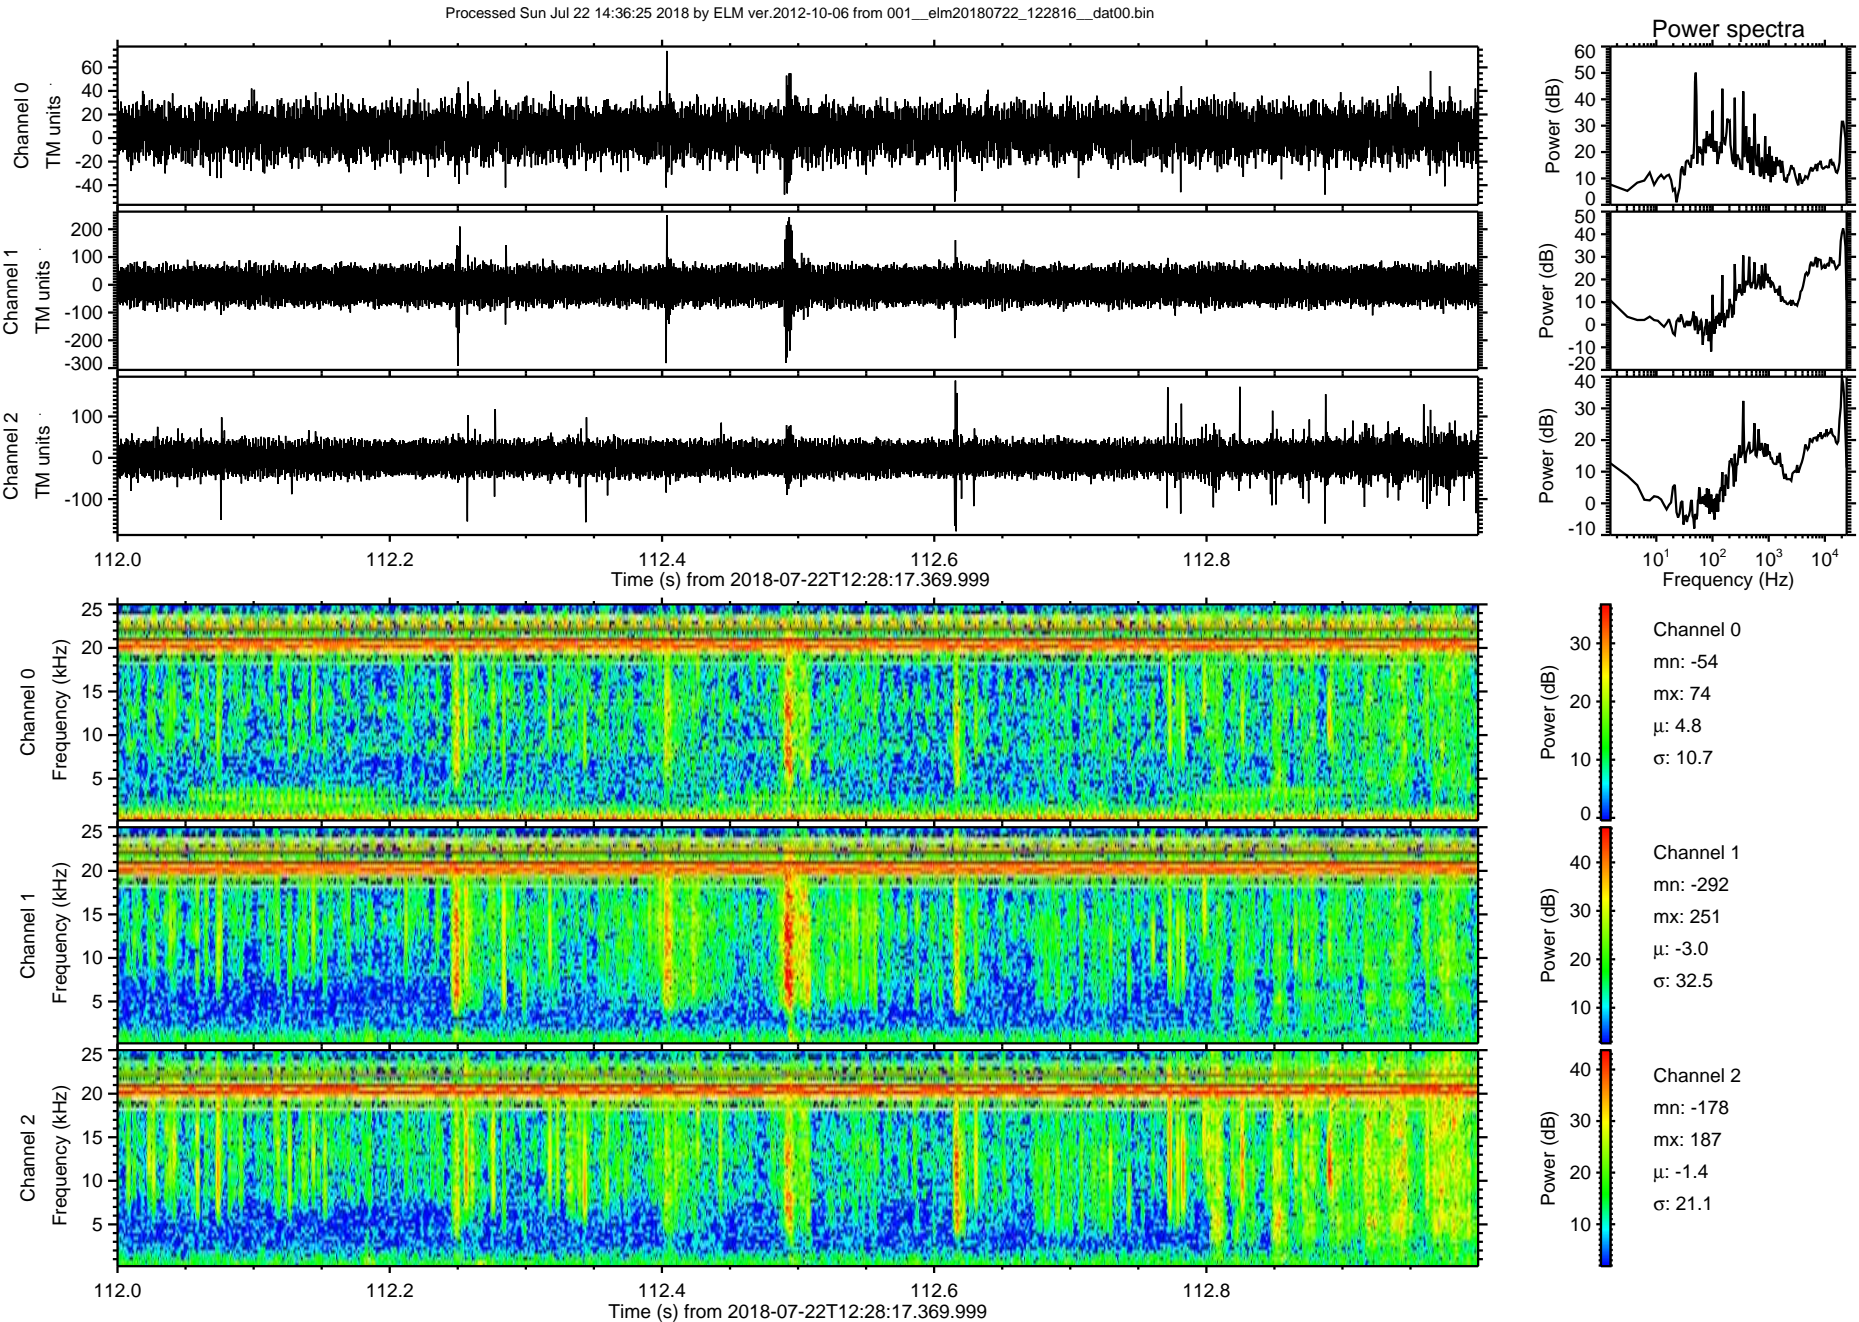 Processed Sun Jul 22 14:36:25 2018 by ELM ver.2012-10-06 from 001__elm20180722_122816__dat00.bin
Power spectra
Channel 0
TM units
60
40
20
0
-20
-40
Power (dB)
60
50
40
30
20
10
0
Channel 1
TM units
200
100
0
-100
-200
-300
Power (dB)
50
40
30
20
10
0
-10
-20
Channel 2
TM units
100
0
-100
Power (dB)
40
30
20
10
0
-10
112.0 112.2 112.4 112.6 112.8
Time (s) from 2018-07-22T12:28:17.369.999
10¹ 10² 10³ 10⁴
Frequency (Hz)
Channel 0
Frequency (kHz)
25
20
15
10
5
Power (dB)
30
20
10
0
Channel 0
mn: -54
mx: 74
μ: 4.8
σ: 10.7
Channel 1
Frequency (kHz)
25
20
15
10
5
Power (dB)
40
30
20
10
Channel 1
mn: -292
mx: 251
μ: -3.0
σ: 32.5
Channel 2
Frequency (kHz)
25
20
15
10
5
Power (dB)
40
30
20
10
Channel 2
mn: -178
mx: 187
μ: -1.4
σ: 21.1
112.0 112.2 112.4 112.6 112.8
Time (s) from 2018-07-22T12:28:17.369.999